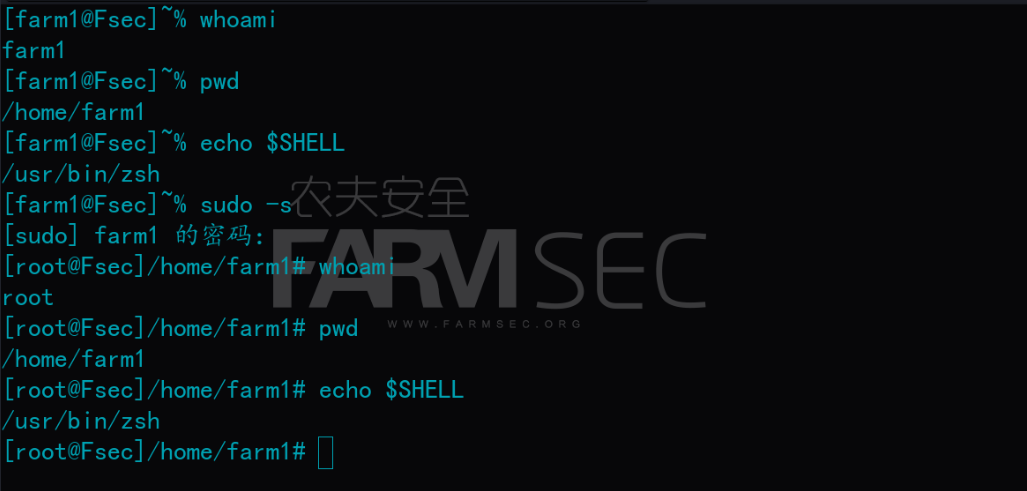 [farm1@Fsec]~% whoami
farm1
[farm1@Fsec]~% pwd
/home/farm1
[farm1@Fsec]~% echo $SHELL
/usr/bin/zsh
[farm1@Fsec]~% sudo -s
[sudo] farm1 的密码：
[root@Fsec]/home/farm1# whoami
root
[root@Fsec]/home/farm1# pwd
/home/farm1
[root@Fsec]/home/farm1# echo $SHELL
/usr/bin/zsh
[root@Fsec]/home/farm1#
农夫安全
FARMSEC
WWW.FARMSEC.ORG